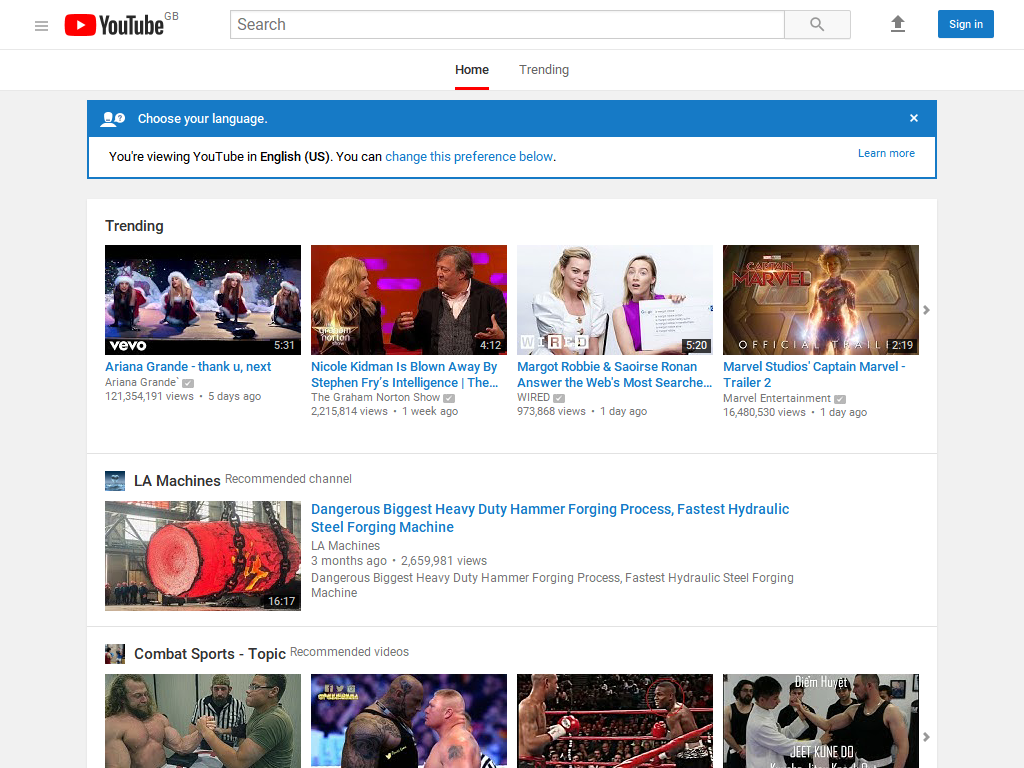 YouTube GB
Search
Sign in
Home
Trending
Choose your language.
×
You're viewing YouTube in English (US). You can change this preference below.
Learn more
Trending
vevo
5:31
the graham norton show
4:12
WIRED
5:20
MARVEL STUDIOS
CAPTAIN MARVEL
OFFICIAL TRAILER
2:19
Ariana Grande - thank u, next
Ariana Grande`
121,354,191 views • 5 days ago
Nicole Kidman Is Blown Away By
Stephen Fry's Intelligence | The...
The Graham Norton Show
2,215,814 views • 1 week ago
Margot Robbie & Saoirse Ronan
Answer the Web's Most Searche...
WIRED
973,868 views • 1 day ago
Marvel Studios' Captain Marvel -
Trailer 2
Marvel Entertainment
16,480,530 views • 1 day ago
LA Machines Recommended channel
16:17
Dangerous Biggest Heavy Duty Hammer Forging Process, Fastest Hydraulic
Steel Forging Machine
LA Machines
3 months ago • 2,659,981 views
Dangerous Biggest Heavy Duty Hammer Forging Process, Fastest Hydraulic Steel Forging
Machine
Combat Sports - Topic Recommended videos
Điểm Huyệt
JEET KUNE DO